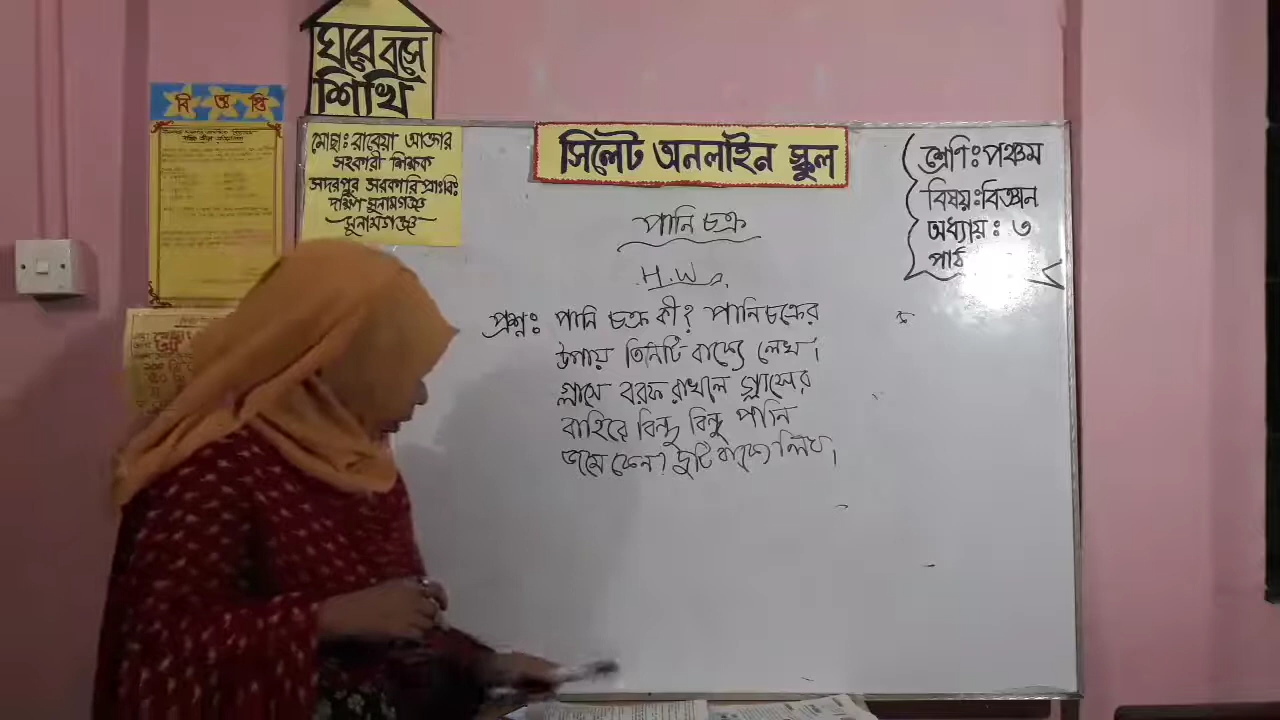 ঘরে বসে
শিখি
বি জ্ঞ প্তি
মোছাঃ রাবেয়া আক্তার
সহকারী শিক্ষক
সদরপুর সরকারি প্রাঃবিঃ
দক্ষিণ সুনামগঞ্জ
সুনামগঞ্জ
সিলেট অনলাইন স্কুল
শ্রেণিঃ পঞ্চম
বিষয়ঃ বিজ্ঞান
অধ্যায়ঃ ৩
পাঠ
পানি চক্র
H.W
প্রশ্নঃ পানি চক্র কী? পানিচক্রের
উপায় তিনটি বাক্যে লেখ।
গ্লাসে বরফ রাখলে গ্লাসের
বাহিরে বিন্দু বিন্দু পানি
জমে কেন? দুটি বাক্যে লিখ।